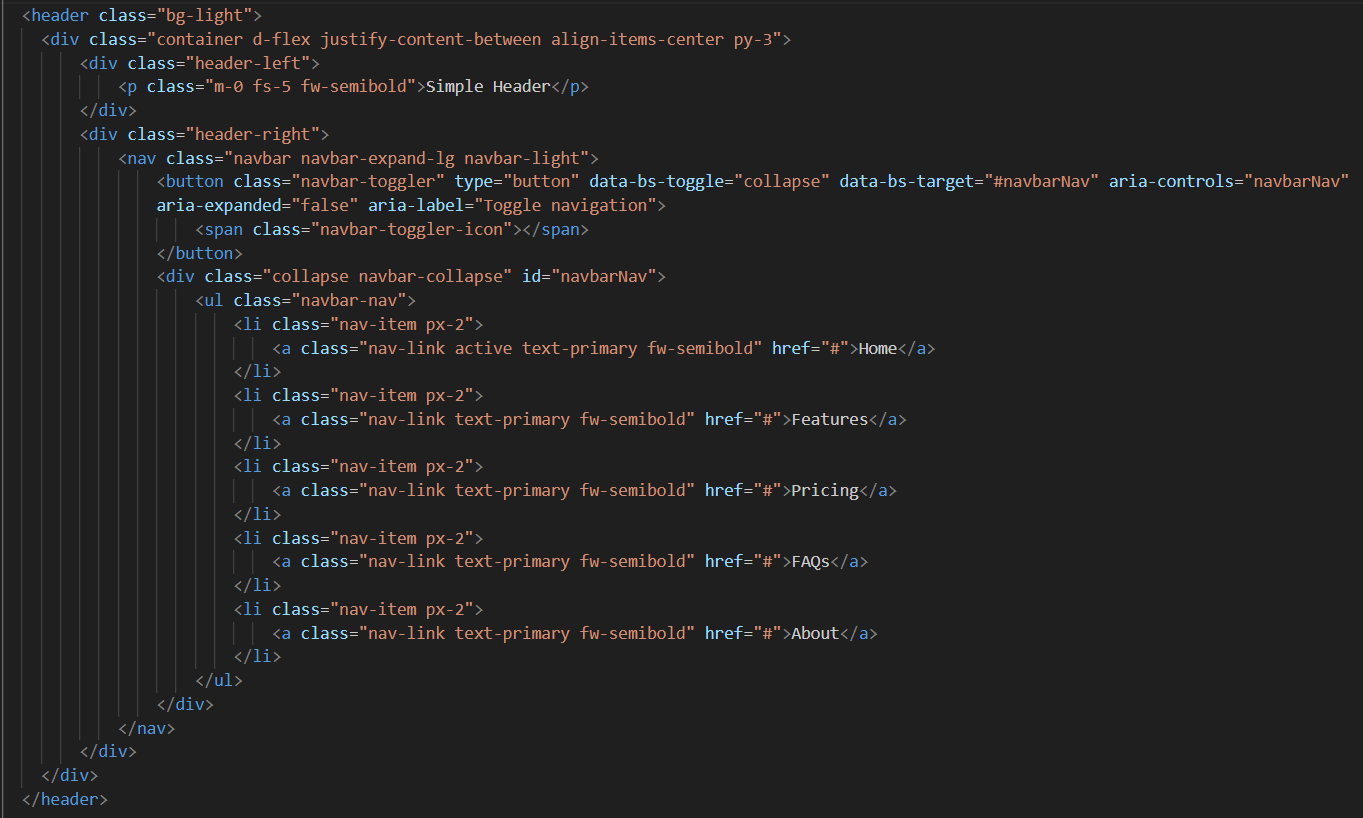 <header class="bg-light">
<div class="container d-flex justify-content-between align-items-center py-3">
<div class="header-left">
<p class="m-0 fs-5 fw-semibold">Simple Header</p>
</div>
<div class="header-right">
<nav class="navbar navbar-expand-lg navbar-light">
<button class="navbar-toggler" type="button" data-bs-toggle="collapse" data-bs-target="#navbarNav" aria-controls="navbarNav"
aria-expanded="false" aria-label="Toggle navigation">
<span class="navbar-toggler-icon"></span>
</button>
<div class="collapse navbar-collapse" id="navbarNav">
<ul class="navbar-nav">
<li class="nav-item px-2">
<a class="nav-link active text-primary fw-semibold" href="#">Home</a>
</li>
<li class="nav-item px-2">
<a class="nav-link text-primary fw-semibold" href="#">Features</a>
</li>
<li class="nav-item px-2">
<a class="nav-link text-primary fw-semibold" href="#">Pricing</a>
</li>
<li class="nav-item px-2">
<a class="nav-link text-primary fw-semibold" href="#">FAQs</a>
</li>
<li class="nav-item px-2">
<a class="nav-link text-primary fw-semibold" href="#">About</a>
</li>
</ul>
</div>
</nav>
</div>
</div>
</header>